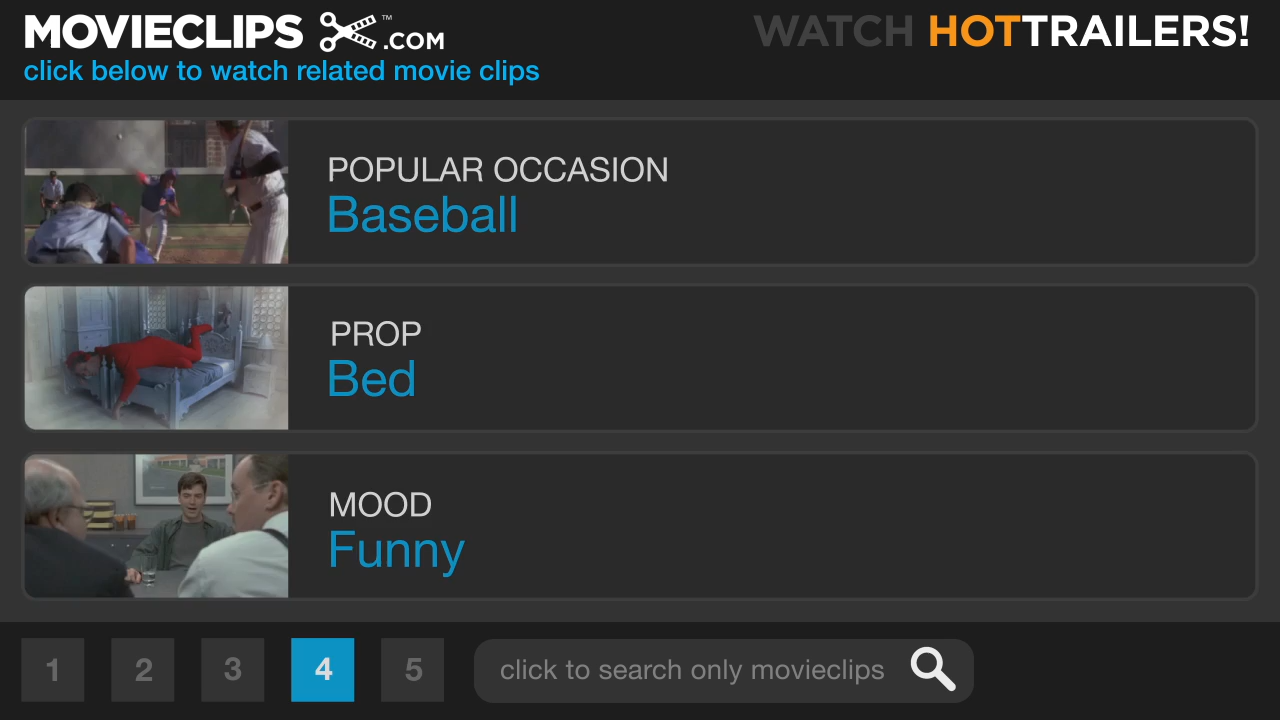 MOVIECLIPS ™ .COM
WATCH HOTTRAILERS!
click below to watch related movie clips
POPULAR OCCASION
Baseball
PROP
Bed
MOOD
Funny
1 2 3 4 5
click to search only movieclips